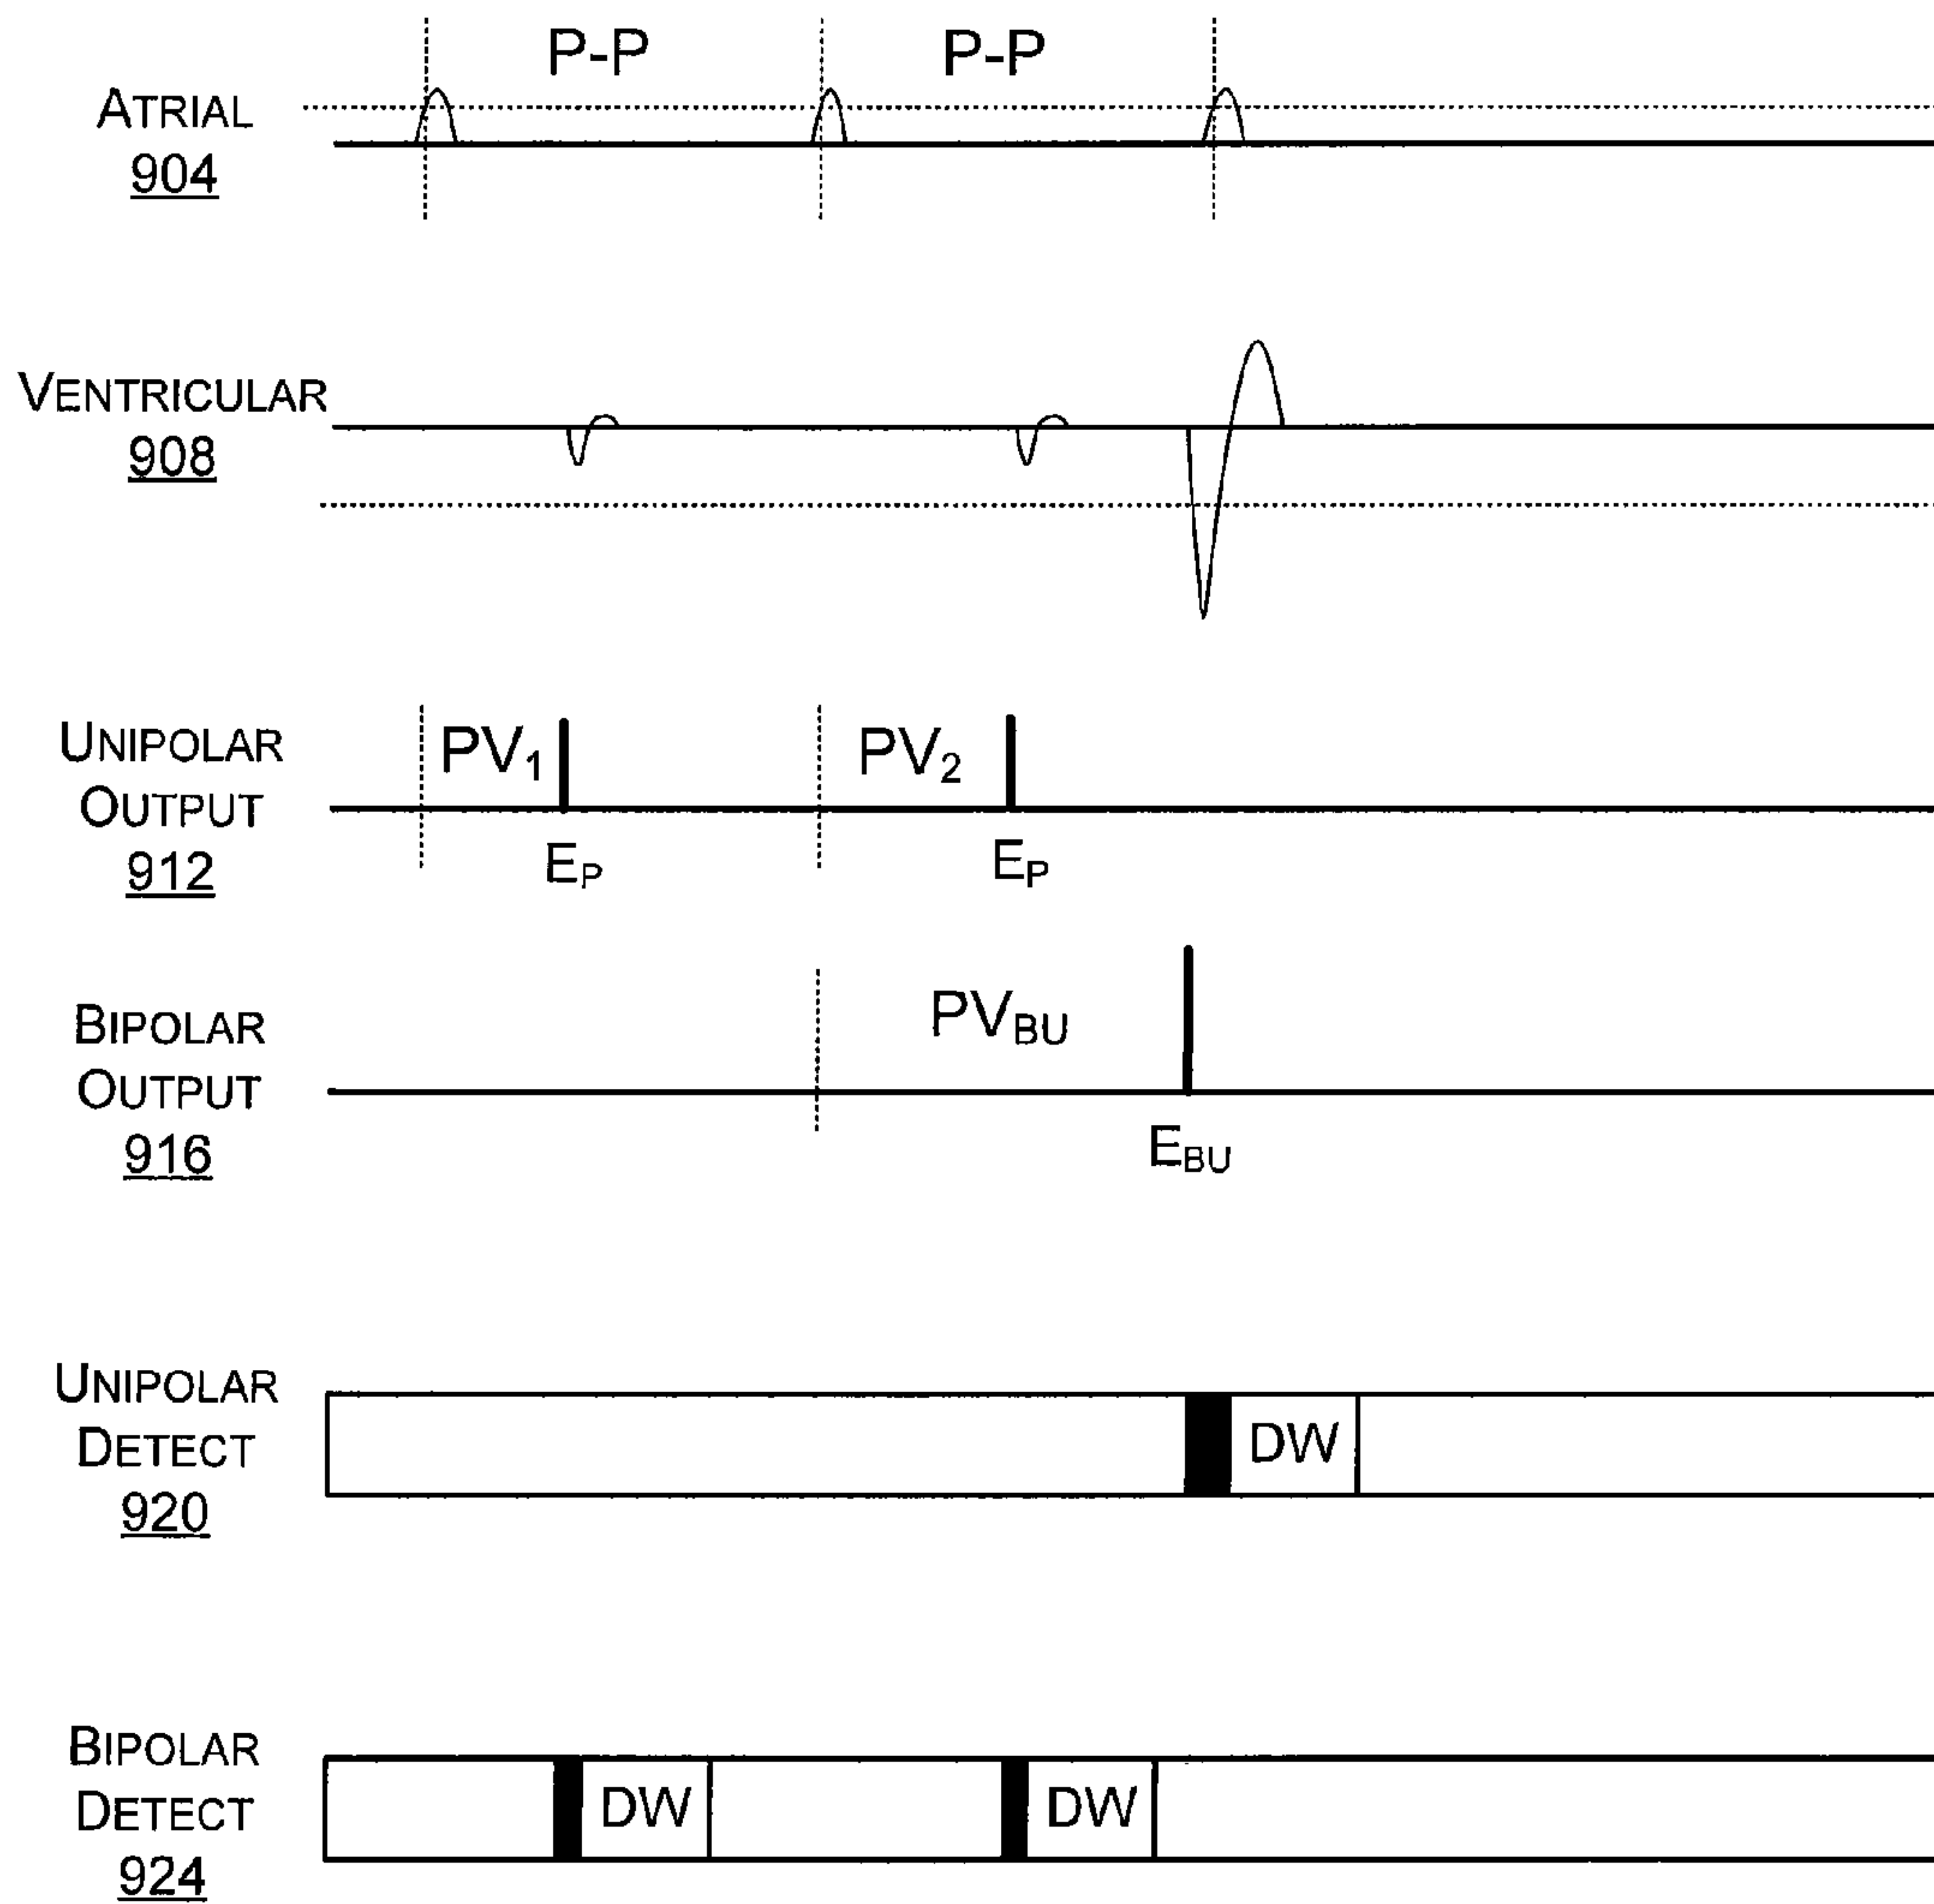 P-P P-P
ATRIAL
904
VENTRICULAR
908
UNIPOLAR
OUTPUT
912
PV1 PV2
EP EP
BIPOLAR
OUTPUT
916
PVBU
EBU
UNIPOLAR
DETECT
920
DW
BIPOLAR
DETECT
924
DW DW